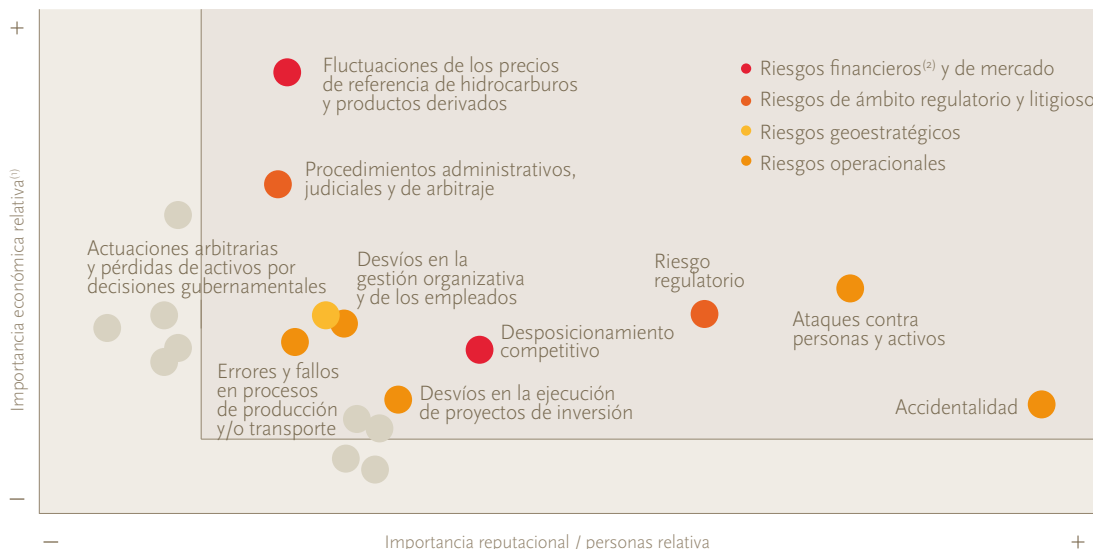 +
Fluctuaciones de los precios
de referencia de hidrocarburos
y productos derivados
Riesgos financieros⁽²⁾ y de mercado
Riesgos de ámbito regulatorio y litigioso
Riesgos geoestratégicos
Riesgos operacionales
Procedimientos administrativos,
judiciales y de arbitraje
Importancia económica relativa⁽¹⁾
Actuaciones arbitrarias
y pérdidas de activos por
decisiones gubernamentales
Desvíos en la
gestión organizativa
y de los empleados
Riesgo
regulatorio
Ataques contra
personas y activos
Desposicionamiento
competitivo
Errores y fallos
en procesos
de producción
y/o transporte
Desvíos en la ejecución
de proyectos de inversión
Accidentalidad
–
–
Importancia reputacional / personas relativa
+